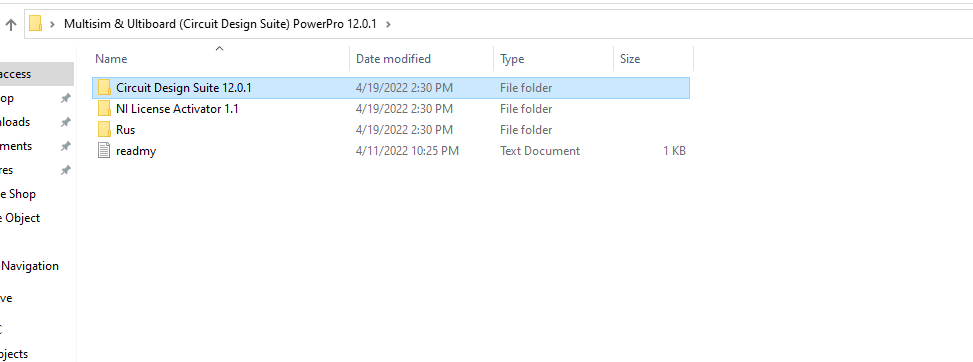 Multisim & Ultiboard (Circuit Design Suite) PowerPro 12.0.1
Name Date modified Type Size
access
Circuit Design Suite 12.0.1 4/19/2022 2:30 PM File folder
op
NI License Activator 1.1 4/19/2022 2:30 PM File folder
nloads
Rus 4/19/2022 2:30 PM File folder
ments
readmy 4/11/2022 10:25 PM Text Document 1 KB
res
e Shop
e Object
Navigation
ve
C
ojects